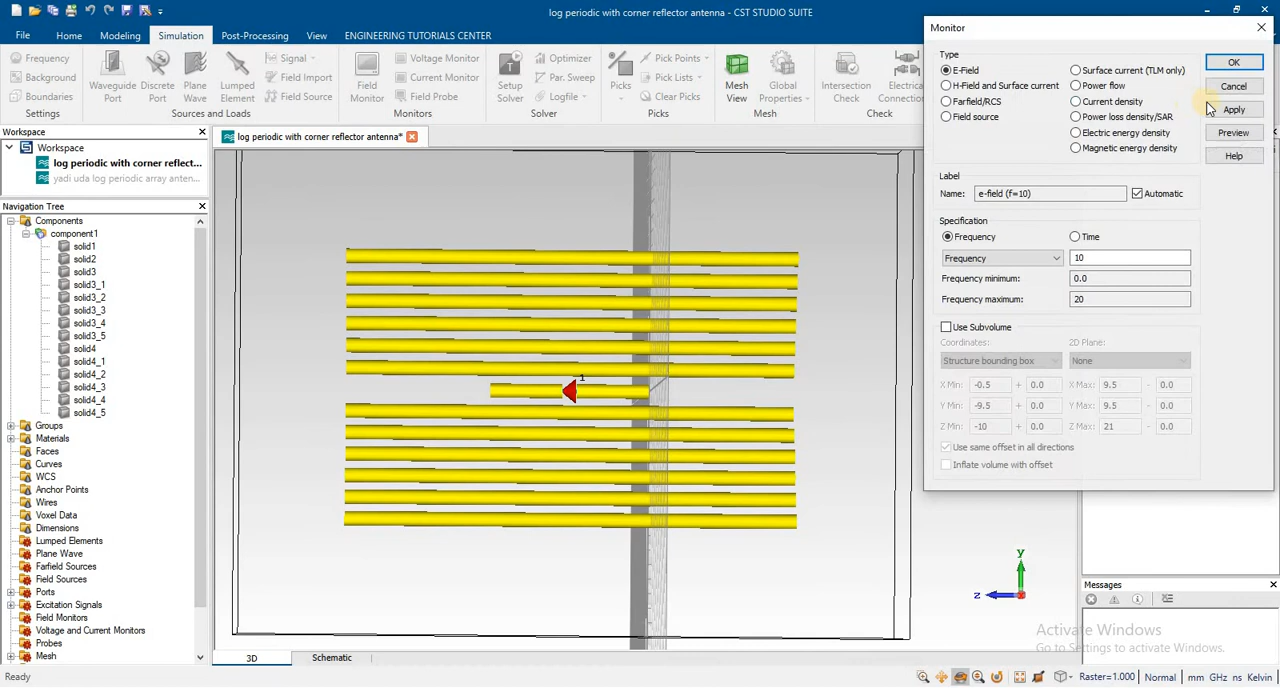 log periodic with corner reflector antenna - CST STUDIO SUITE
File
Home
Modeling
Simulation
Post-Processing
View
ENGINEERING TUTORIALS CENTER
Frequency
Background
Boundaries
Settings
Waveguide Port
Discrete Port
Plane Wave
Lumped Element
Signal
Field Import
Field Source
Sources and Loads
Field Monitor
Voltage Monitor
Current Monitor
Field Probe
Monitors
Setup Solver
Optimizer
Par. Sweep
Logfile
Solver
Picks
Pick Points
Pick Lists
Clear Picks
Picks
Mesh View
Global Properties
Mesh
Intersection Check
Electrical Connection
Check
Workspace
Workspace
log periodic with corner reflect...
yadi uda log periodic array anten...
log periodic with corner reflector antenna*
Navigation Tree
Components
component1
solid1
solid2
solid3
solid3_1
solid3_2
solid3_3
solid3_4
solid3_5
solid4
solid4_1
solid4_2
solid4_3
solid4_4
solid4_5
Groups
Materials
Faces
Curves
WCS
Anchor Points
Wires
Voxel Data
Dimensions
Lumped Elements
Plane Wave
Farfield Sources
Field Sources
Ports
Excitation Signals
Field Monitors
Voltage and Current Monitors
Probes
Mesh
1
y
z
3D
Schematic
Monitor
Type
E-Field
H-Field and Surface current
Farfield/RCS
Field source
Surface current (TLM only)
Power flow
Current density
Power loss density/SAR
Electric energy density
Magnetic energy density
OK
Cancel
Apply
Preview
Help
Label
Name:
e-field (f=10)
Automatic
Specification
Frequency
Time
Frequency
10
Frequency minimum:
0.0
Frequency maximum:
20
Use Subvolume
Coordinates:
2D Plane:
Structure bounding box
None
X Min: -0.5 + 0.0 X Max: 9.5 - 0.0
Y Min: -9.5 + 0.0 Y Max: 9.5 - 0.0
Z Min: -10 + 0.0 Z Max: 21 - 0.0
Use same offset in all directions
Inflate volume with offset
Messages
Activate Windows
Go to Settings to activate Windows.
Ready
Raster=1.000
Normal
mm GHz ns Kelvin